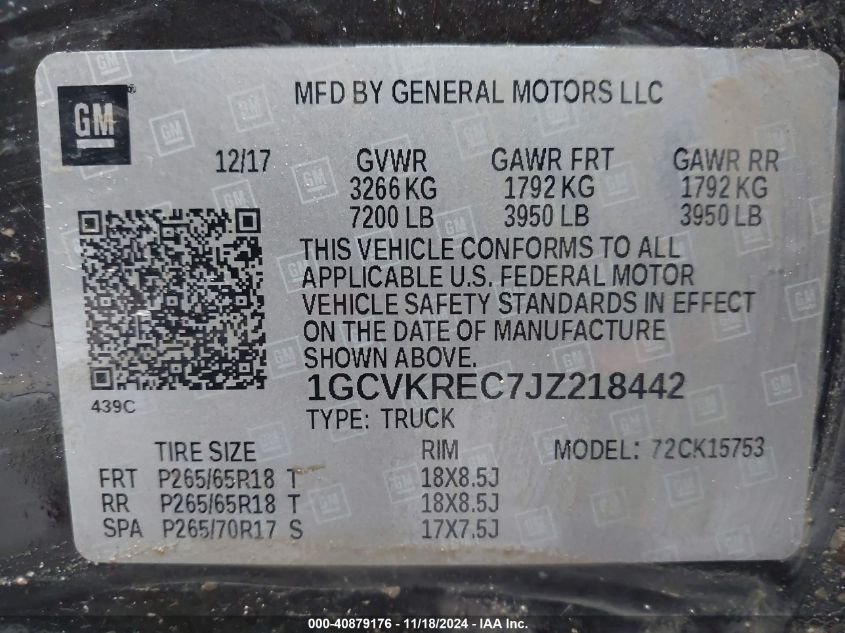 MFD BY GENERAL MOTORS LLC
GM
12/17 GVWR GAWR FRT GAWR RR
3266 KG 1792 KG 1792 KG
7200 LB 3950 LB 3950 LB
THIS VEHICLE CONFORMS TO ALL
APPLICABLE U.S. FEDERAL MOTOR
VEHICLE SAFETY STANDARDS IN EFFECT
ON THE DATE OF MANUFACTURE
SHOWN ABOVE.
1GCVKREC7JZ218442
439C
TYPE: TRUCK
TIRE SIZE RIM MODEL: 72CK15753
FRT P265/65R18 T 18X8.5J
RR P265/65R18 T 18X8.5J
SPA P265/70R17 S 17X7.5J
000-40879176 - 11/18/2024 - IAA Inc.